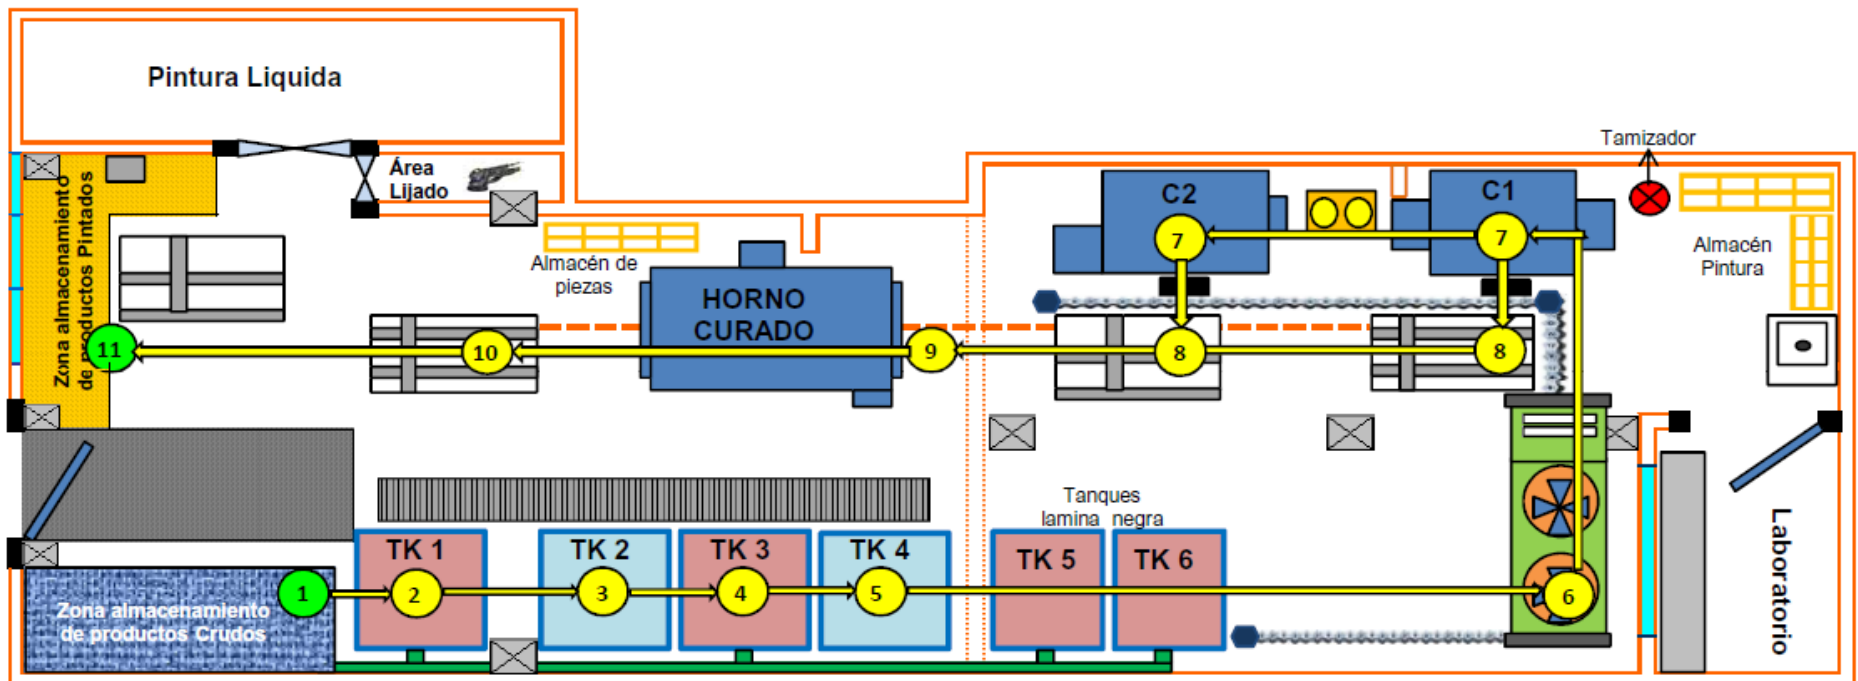 Pintura Liquida
Tamizador
Área
Lijado
Zona almacenamiento
de productos Pintados
C2
C1
7
7
Almacén de
piezas
Almacén
Pintura
HORNO
CURADO
11
10
9
8
8
Tanques
lamina negra
TK 1
TK 2
TK 3
TK 4
TK 5
TK 6
1
2
3
4
5
6
Zona almacenamiento
de productos Crudos
Laboratorio